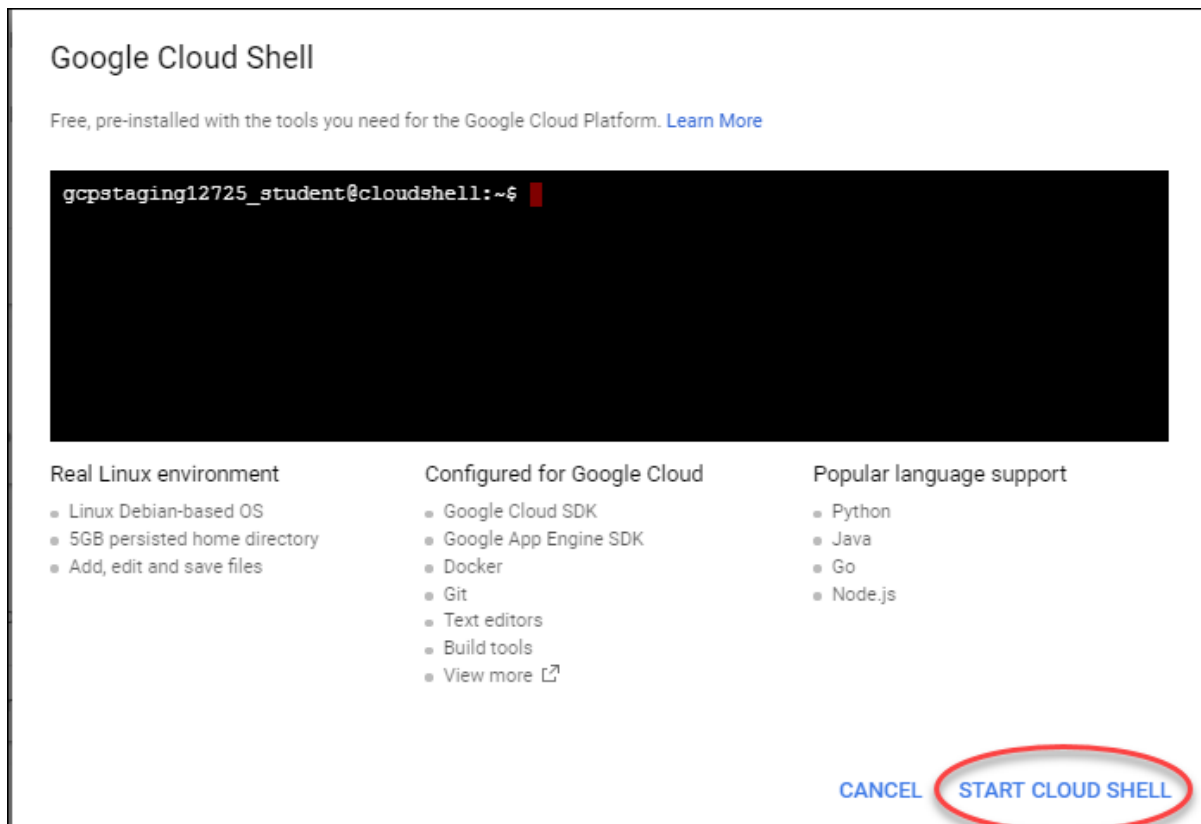 Google Cloud Shell
Free, pre-installed with the tools you need for the Google Cloud Platform. Learn More
gcpstaging12725_student@cloudshell:~$
Real Linux environment
Linux Debian-based OS
5GB persisted home directory
Add, edit and save files
Configured for Google Cloud
Google Cloud SDK
Google App Engine SDK
Docker
Git
Text editors
Build tools
View more
Popular language support
Python
Java
Go
Node.js
CANCEL
START CLOUD SHELL